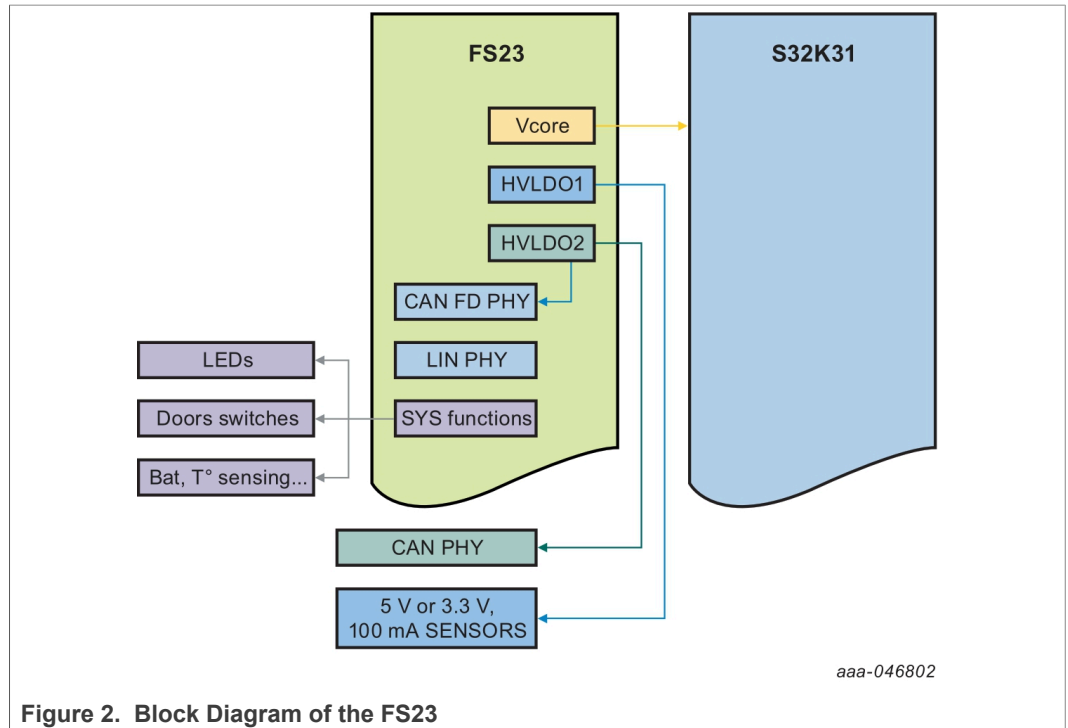 FS23
S32K31
Vcore
HVLDO1
HVLDO2
CAN FD PHY
LEDs
LIN PHY
Doors switches
SYS functions
Bat, T° sensing...
CAN PHY
5 V or 3.3 V,
100 mA SENSORS
aaa-046802
Figure 2. Block Diagram of the FS23